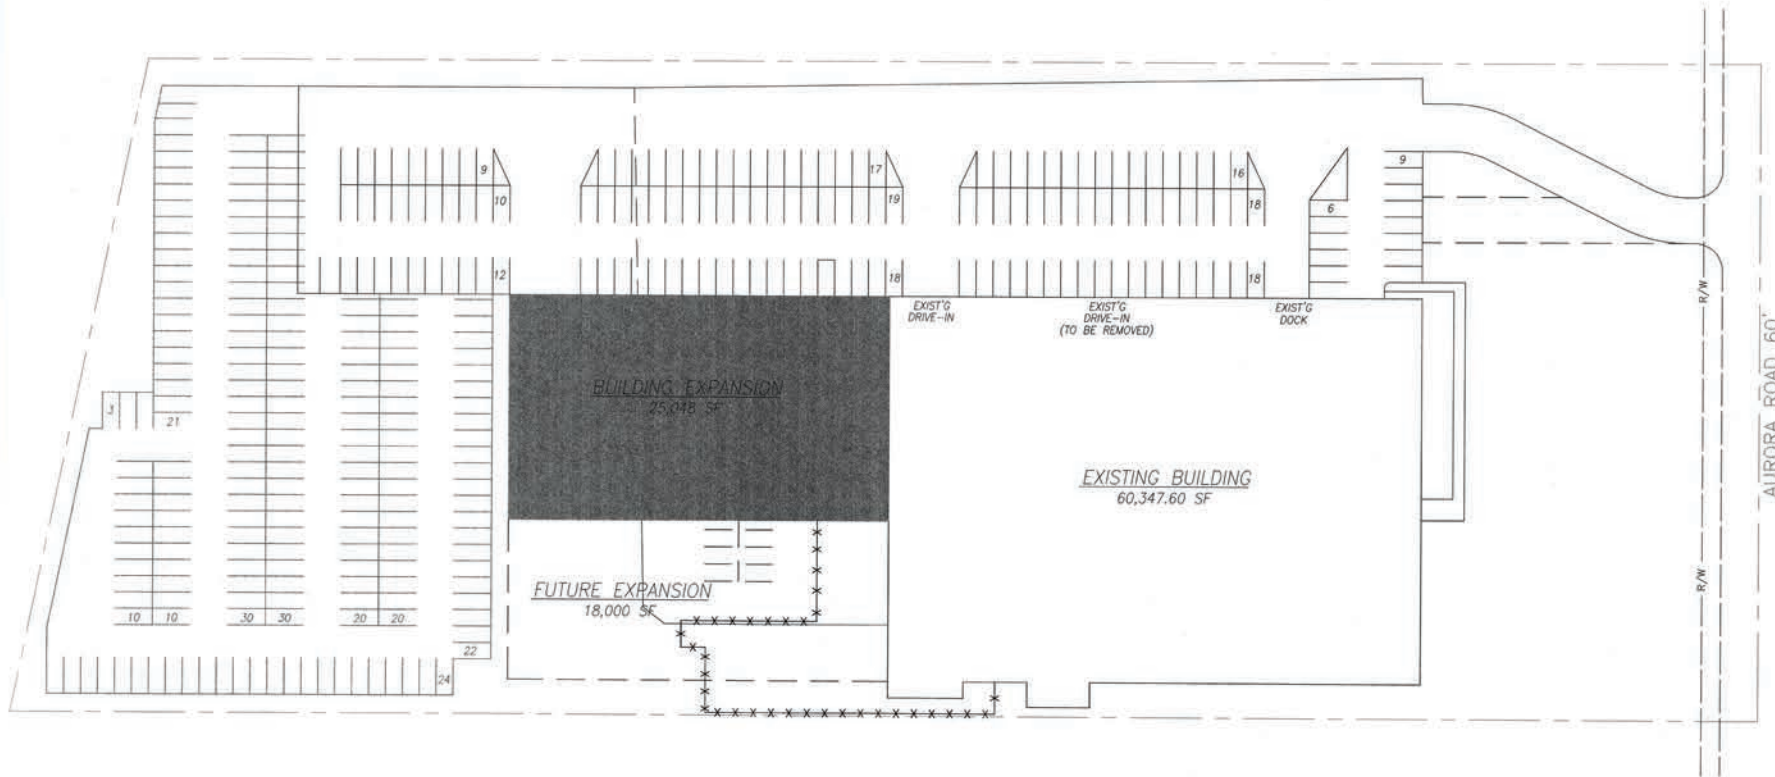 9
17
16
9
10
19
18
6
12
18
18
EXIST'G
DRIVE-IN
EXIST'G
DRIVE-IN
(TO BE REMOVED)
EXIST'G
DOCK
R/W
AURORA ROAD 60'
BUILDING EXPANSION
25,048 SF
3
21
EXISTING BUILDING
60,347.60 SF
FUTURE EXPANSION
18,000 SF
R/W
10
10
30
30
20
20
22
24